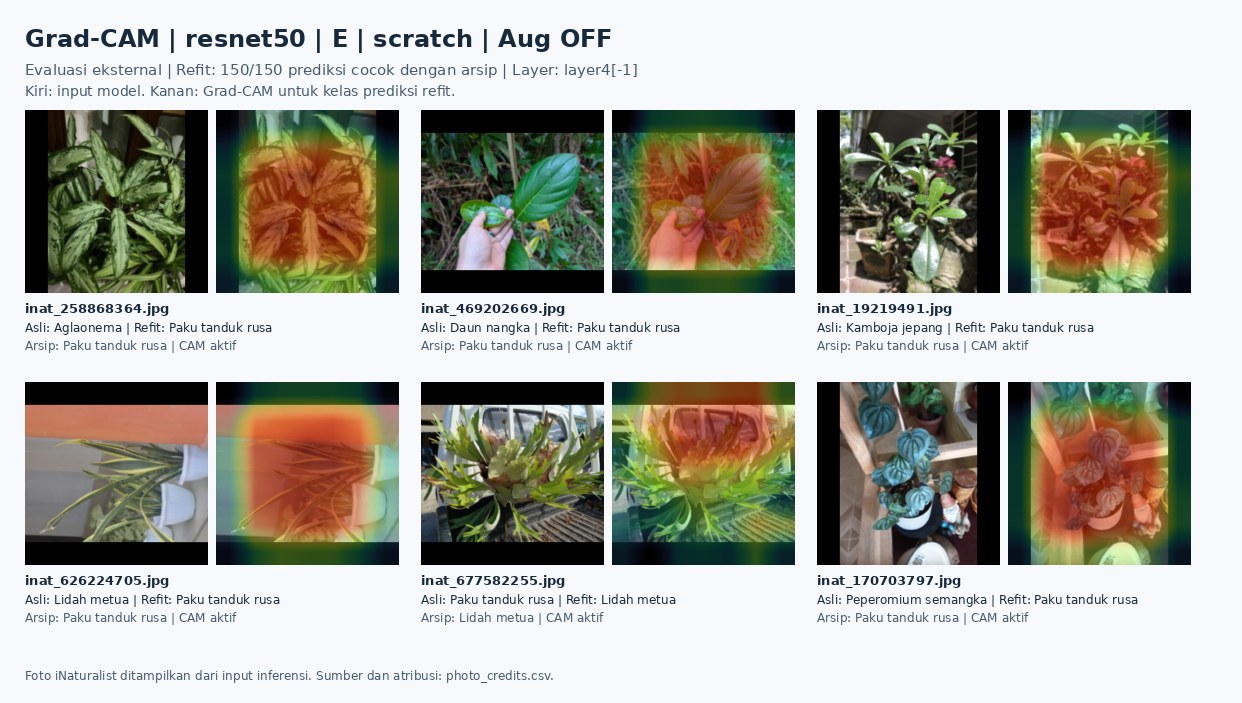 Grad-CAM | resnet50 | E | scratch | Aug OFF
Evaluasi eksternal | Refit: 150/150 prediksi cocok dengan arsip | Layer: layer4[-1]
Kiri: input model. Kanan: Grad-CAM untuk kelas prediksi refit.
inat_258868364.jpg
Asli: Aglaonema | Refit: Paku tanduk rusa
Arsip: Paku tanduk rusa | CAM aktif
inat_469202669.jpg
Asli: Daun nangka | Refit: Paku tanduk rusa
Arsip: Paku tanduk rusa | CAM aktif
inat_19219491.jpg
Asli: Kamboja jepang | Refit: Paku tanduk rusa
Arsip: Paku tanduk rusa | CAM aktif
inat_626224705.jpg
Asli: Lidah metua | Refit: Paku tanduk rusa
Arsip: Paku tanduk rusa | CAM aktif
inat_677582255.jpg
Asli: Paku tanduk rusa | Refit: Lidah metua
Arsip: Lidah metua | CAM aktif
inat_170703797.jpg
Asli: Peperomium semangka | Refit: Paku tanduk rusa
Arsip: Paku tanduk rusa | CAM aktif
Foto iNaturalist ditampilkan dari input inferensi. Sumber dan atribusi: photo_credits.csv.